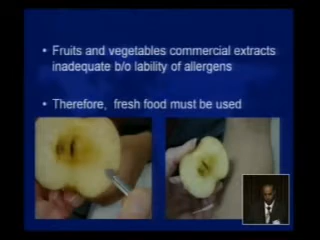 • Fruits and vegetables commercial extracts
inadequate b/o lability of allergens
• Therefore, fresh food must be used